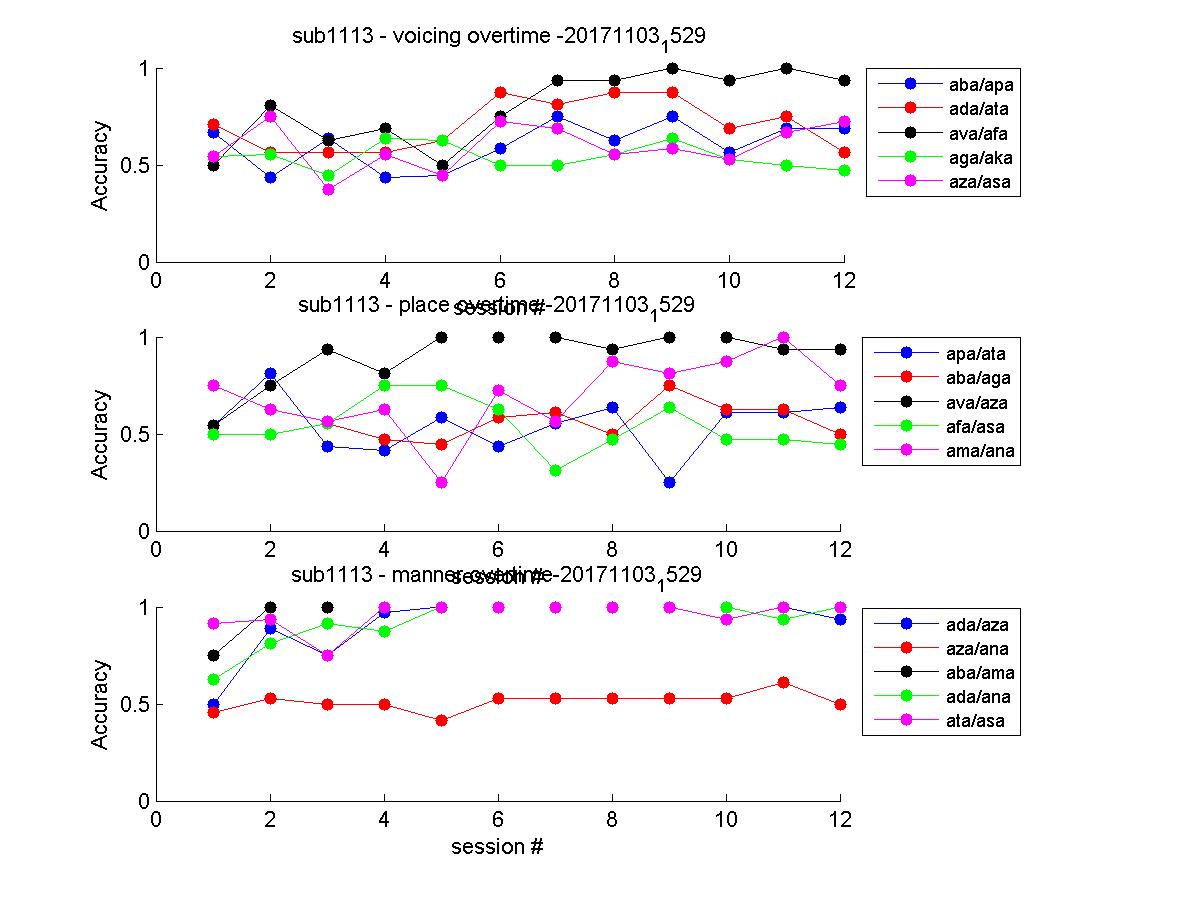 sub1113 - voicing overtime -20171103₁529
1
0.5
0
Accuracy
0 2 4 6 8 10 12
session #
aba/apa
ada/ata
ava/afa
aga/aka
aza/asa
sub1113 - place overtime -20171103₁529
1
0.5
0
Accuracy
0 2 4 6 8 10 12
session #
apa/ata
aba/aga
ava/aza
afa/asa
ama/ana
sub1113 - manner overtime -20171103₁529
1
0.5
0
Accuracy
0 2 4 6 8 10 12
session #
ada/aza
aza/ana
aba/ama
ada/ana
ata/asa